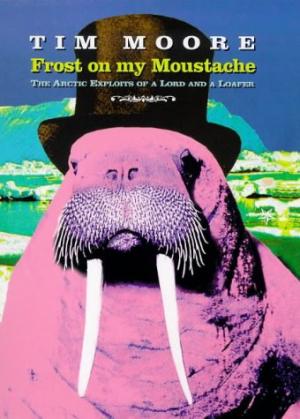 TIM MOORE
Frost on my Moustache
THE ARCTIC EXPLOITS OF A LORD AND A LOAFER